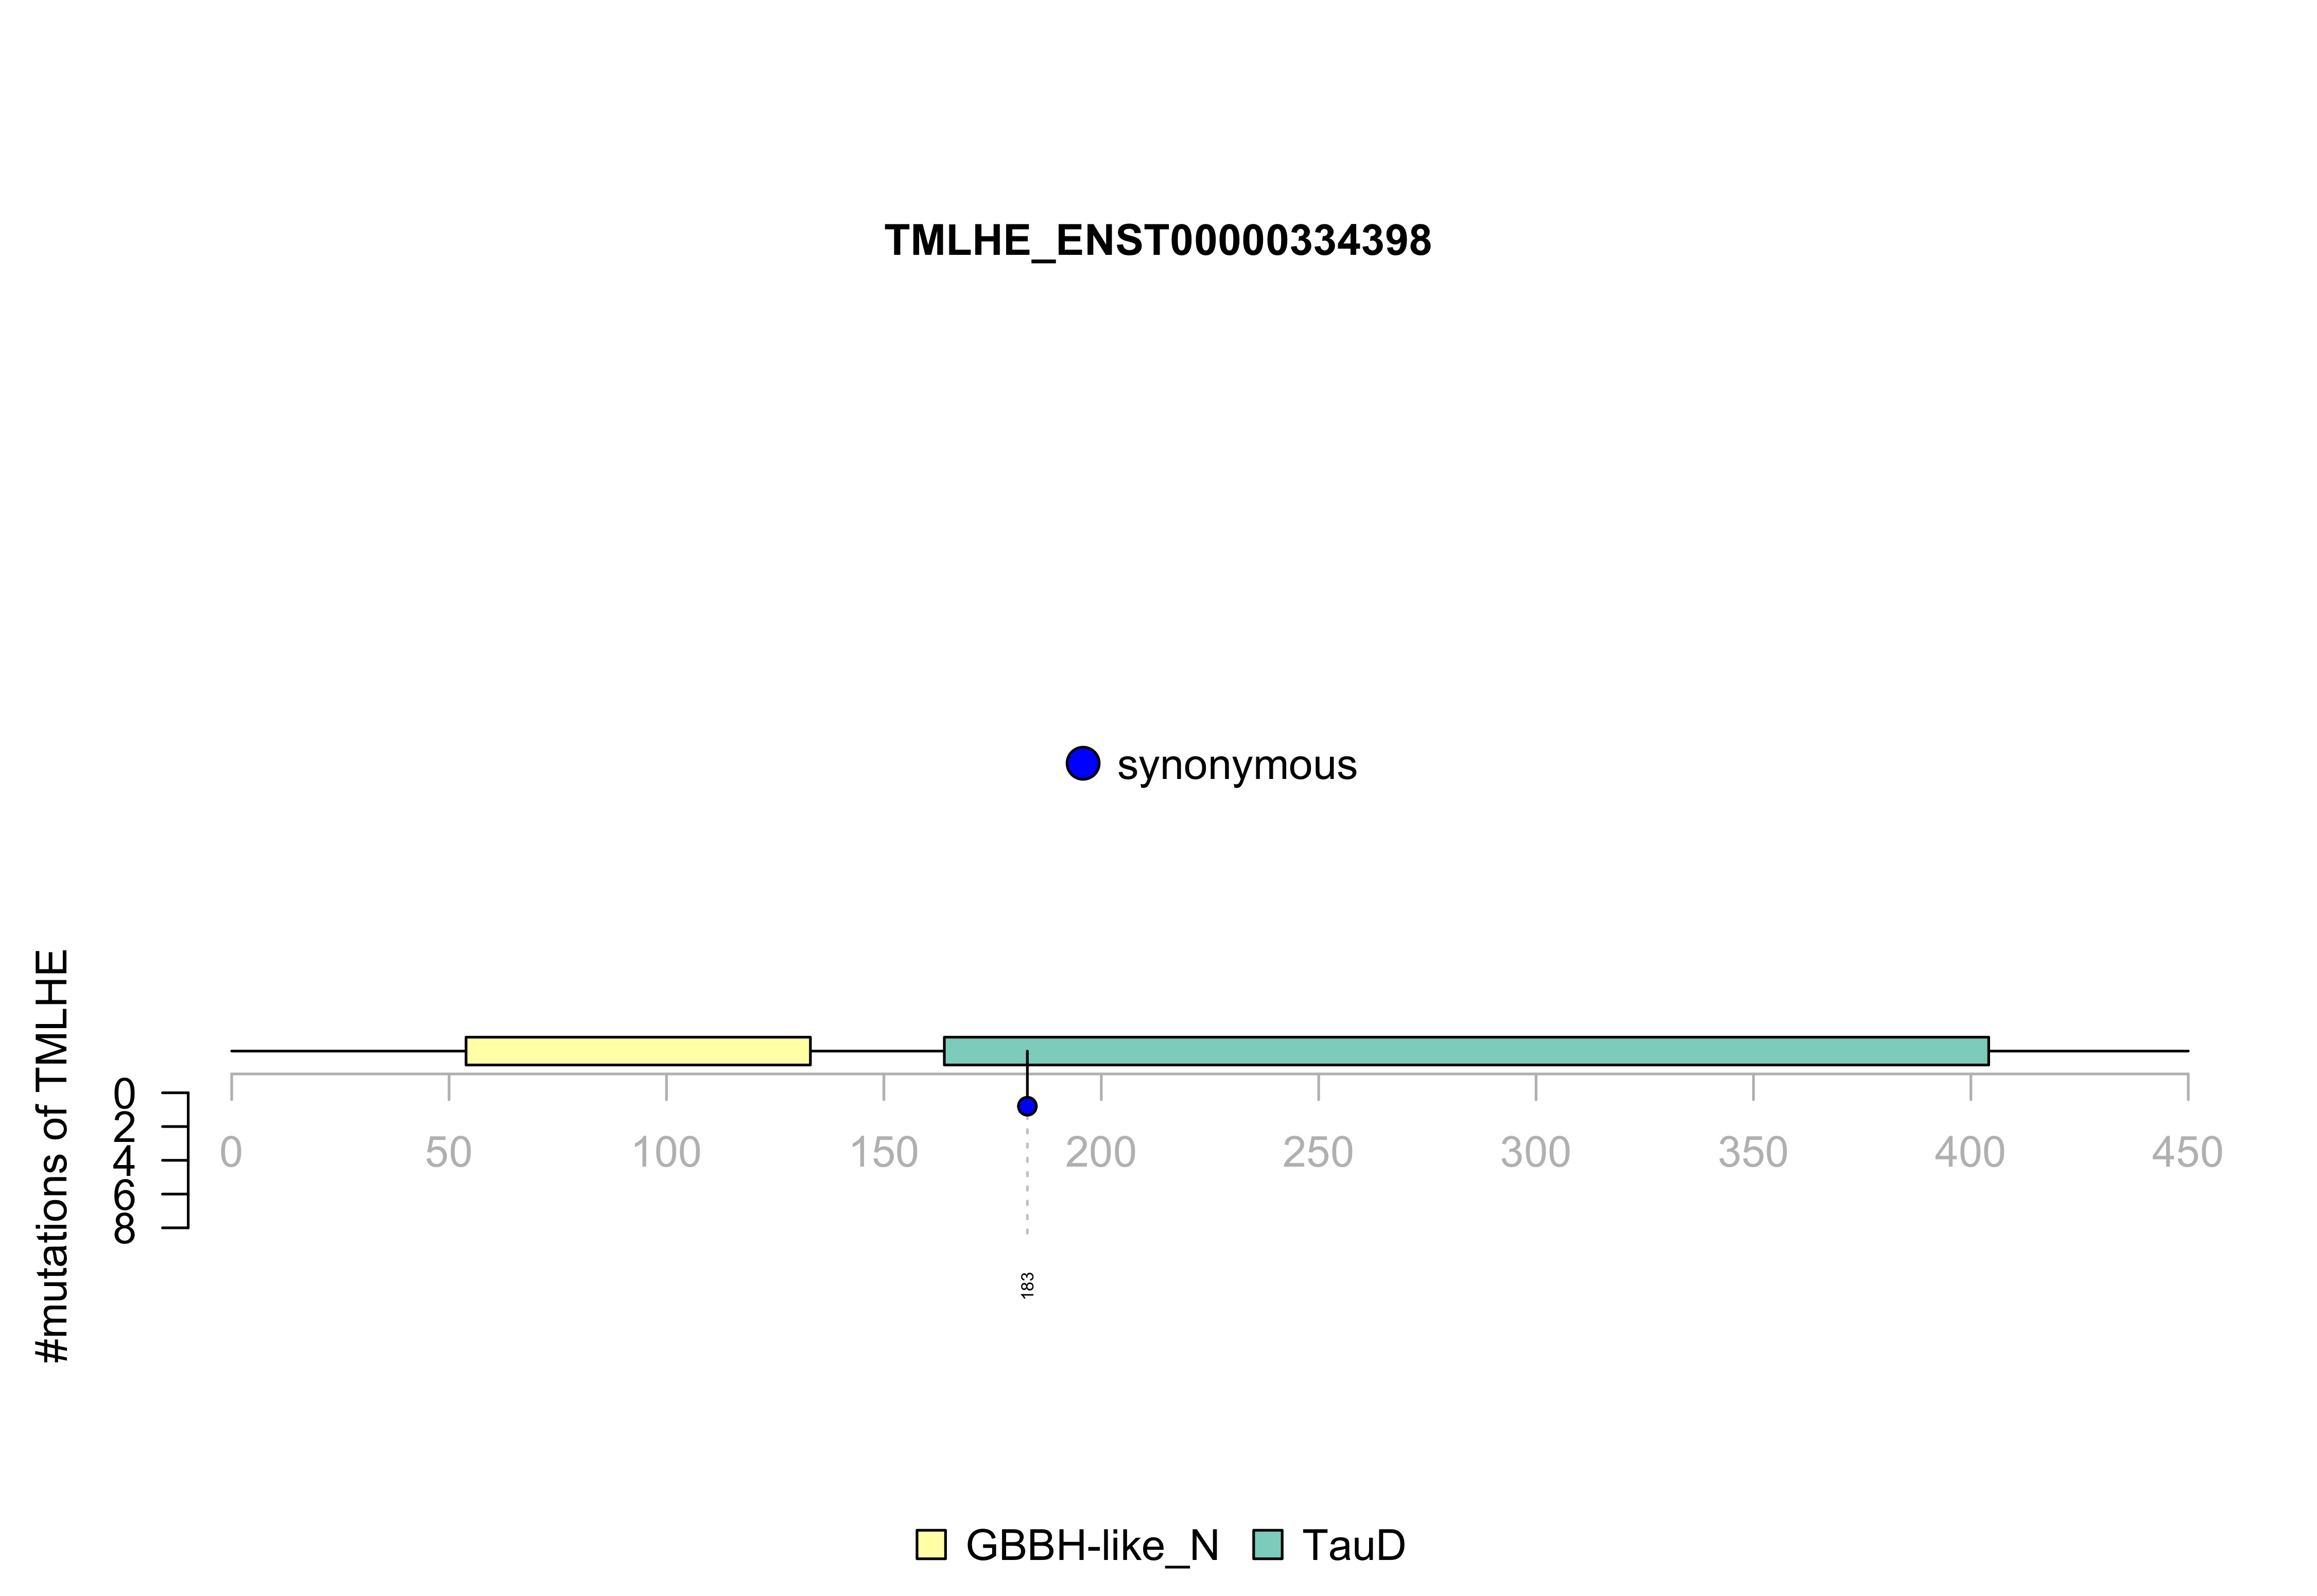 TMLHE_ENST00000334398
synonymous
#mutations of TMLHE
0
2
4
6
8
0 50 100 150 200 250 300 350 400 450
183
GBBH-like_N TauD